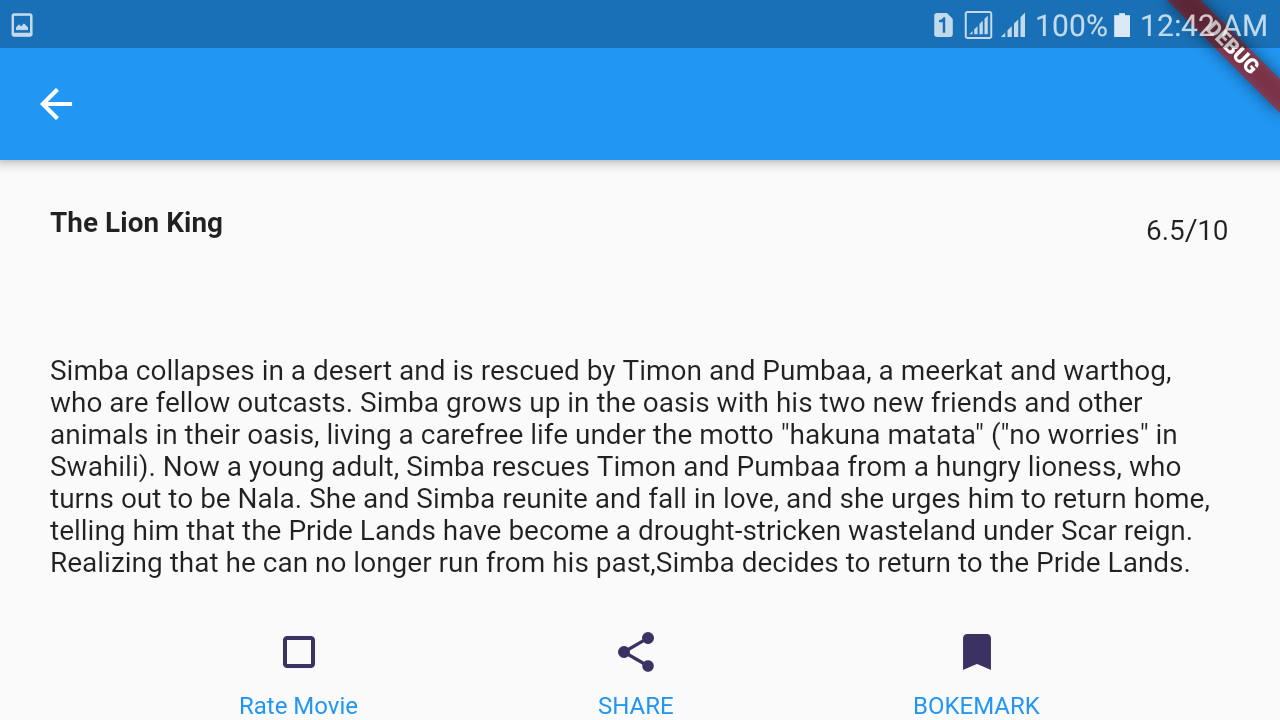 1 100% 12:42 AM
DEBUG
The Lion King
6.5/10
Simba collapses in a desert and is rescued by Timon and Pumbaa, a meerkat and warthog,
who are fellow outcasts. Simba grows up in the oasis with his two new friends and other
animals in their oasis, living a carefree life under the motto "hakuna matata" ("no worries" in
Swahili). Now a young adult, Simba rescues Timon and Pumbaa from a hungry lioness, who
turns out to be Nala. She and Simba reunite and fall in love, and she urges him to return home,
telling him that the Pride Lands have become a drought-stricken wasteland under Scar reign.
Realizing that he can no longer run from his past,Simba decides to return to the Pride Lands.
Rate Movie
SHARE
BOKEMARK